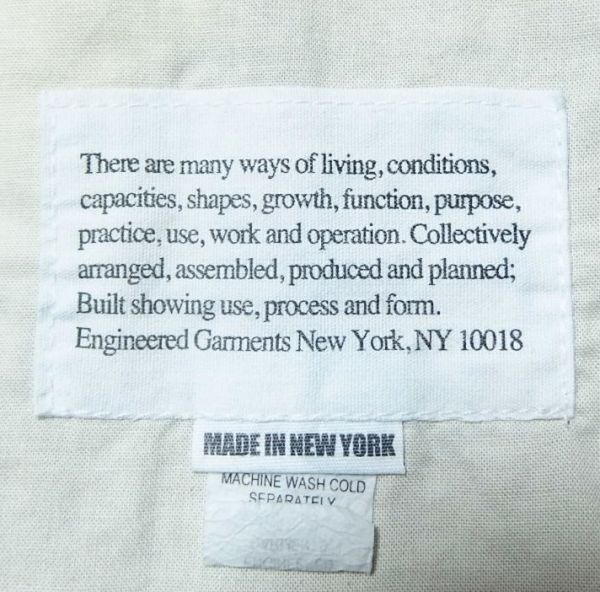 There are many ways of living, conditions,
capacities, shapes, growth, function, purpose,
practice, use, work and operation. Collectively
arranged, assembled, produced and planned;
Built showing use, process and form.
Engineered Garments New York, NY 10018
MADE IN NEW YORK
MACHINE WASH COLD
SEPARATELY